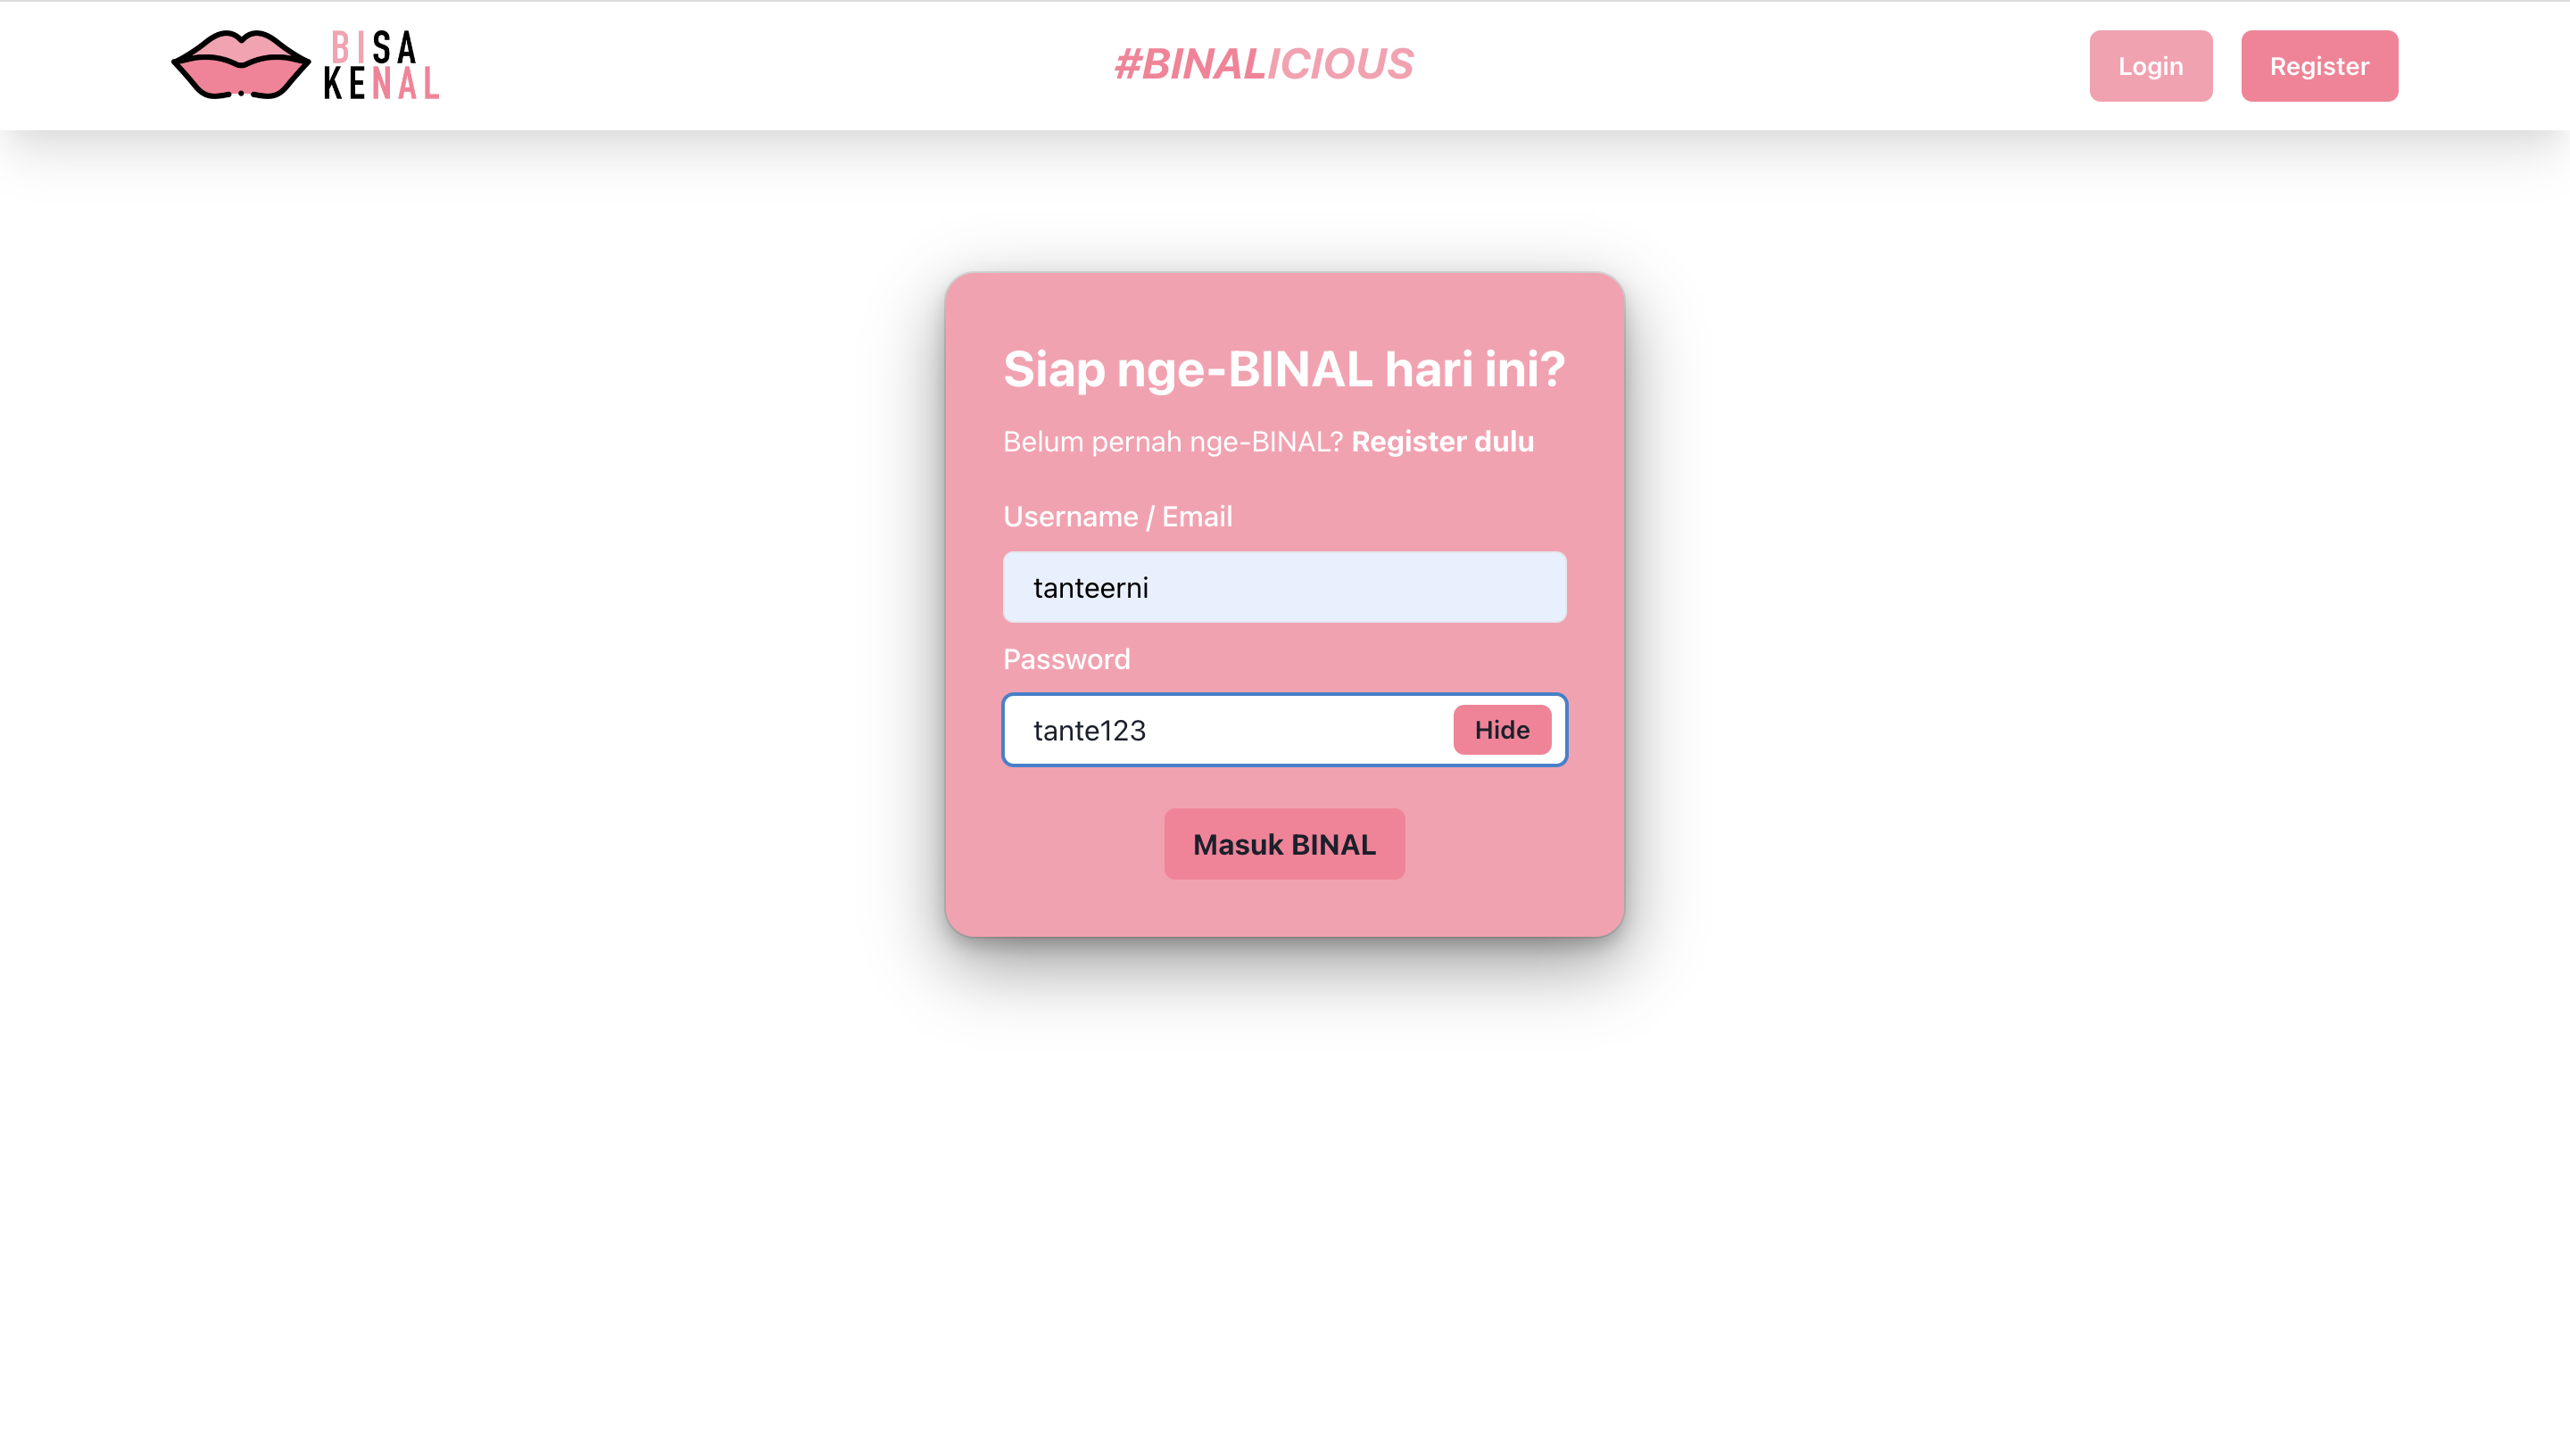 BISA
KENAL
#BINALICIOUS
Login
Register
Siap nge-BINAL hari ini?
Belum pernah nge-BINAL? Register dulu
Username / Email
tanteerni
Password
tante123
Hide
Masuk BINAL